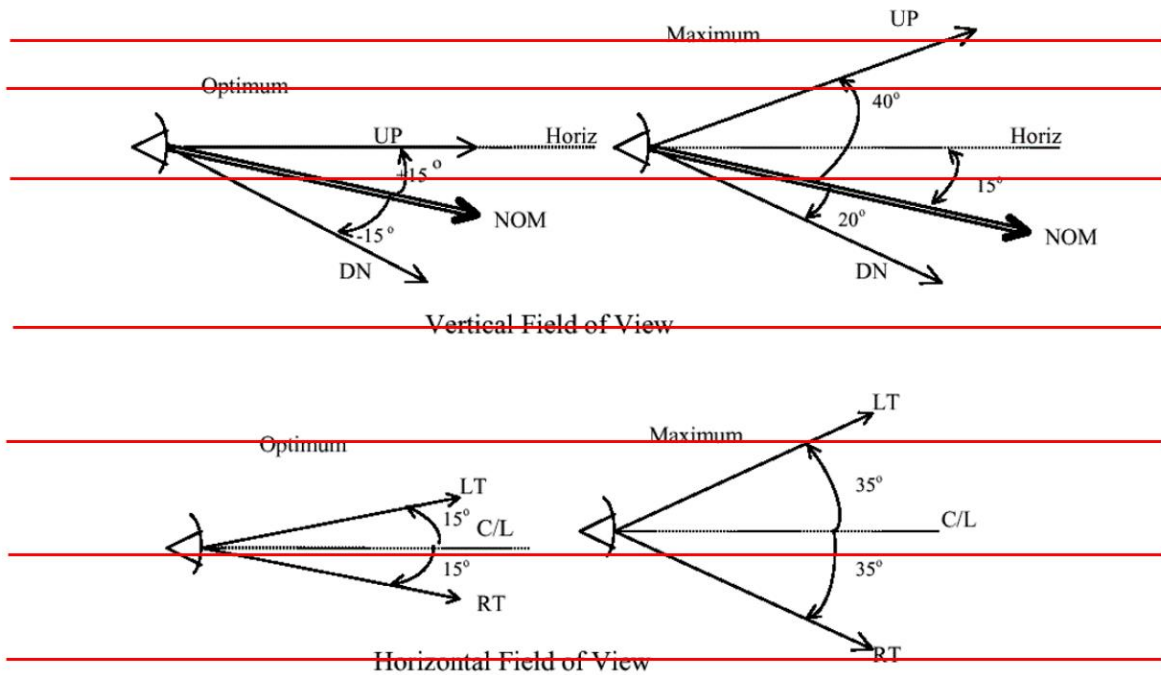 UP
Maximum
Optimum
40°
UP
Horiz
Horiz
+15°
15°
-15°
20°
NOM
NOM
DN
DN
Vertical Field of View
LT
Maximum
Optimum
LT
35°
15°
C/L
C/L
15°
35°
RT
RT
Horizontal Field of View